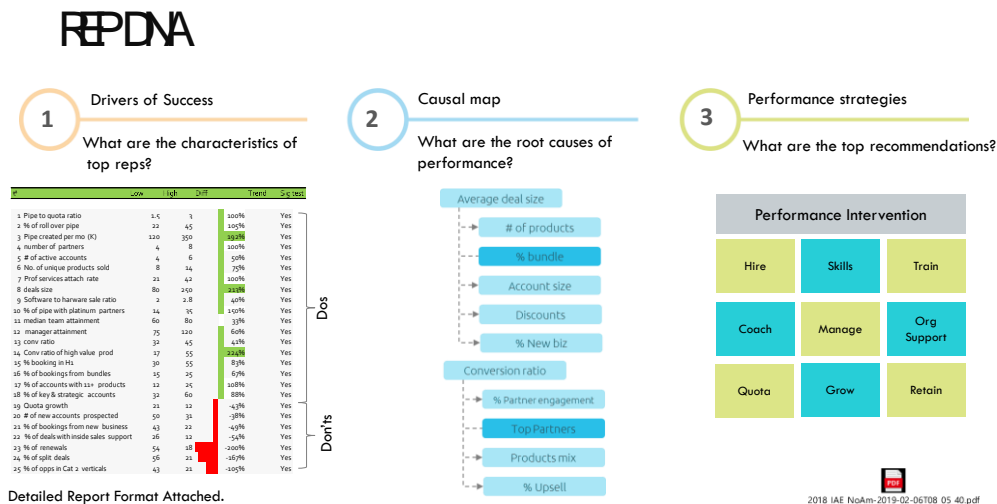 REP DNA
1
Drivers of Success
What are the characteristics of
top reps?
# Low High Diff Trend Sig test
1 Pipe to quota ratio 1.5 3 100% Yes
2 % of roll over pipe 22 45 105% Yes
3 Pipe created per mo (K) 120 350 192% Yes
4 number of partners 4 8 100% Yes
5 # of active accounts 4 6 50% Yes
6 No. of unique products sold 8 14 75% Yes
7 Prof services attach rate 21 42 100% Yes
8 deals size 80 250 213% Yes
9 Software to harware sale ratio 2 2.8 40% Yes
10 % of pipe with platinum partners 14 35 150% Yes
11 median team attainment 60 80 33% Yes
12 manager attainment 75 120 60% Yes
13 conv ratio 32 45 41% Yes
14 Conv ratio of high value prod 17 55 224% Yes
15 % booking in H1 30 55 83% Yes
16 % of bookings from bundles 15 25 67% Yes
17 % of accounts with 11+ products 12 25 108% Yes
18 % of key & strategic accounts 32 60 88% Yes
19 Quota growth 21 12 -43% Yes
20 # of new accounts prospected 50 31 -38% Yes
21 % of bookings from new business 43 22 -49% Yes
22 % of deals with inside sales support 26 12 -54% Yes
23 % of renewals 54 18 -200% Yes
24 % of split deals 56 21 -167% Yes
25 % of opps in Cat 2 verticals 43 21 -105% Yes
Dos
Don'ts
Detailed Report Format Attached.
2
Causal map
What are the root causes of
performance?
Average deal size
# of products
% bundle
Account size
Discounts
% New biz
Conversion ratio
% Partner engagement
Top Partners
Products mix
% Upsell
3
Performance strategies
What are the top recommendations?
Performance Intervention
Hire
Skills
Train
Coach
Manage
Org
Support
Quota
Grow
Retain
PDF
2018 IAE NoAm-2019-02-06T08 05 40.pdf